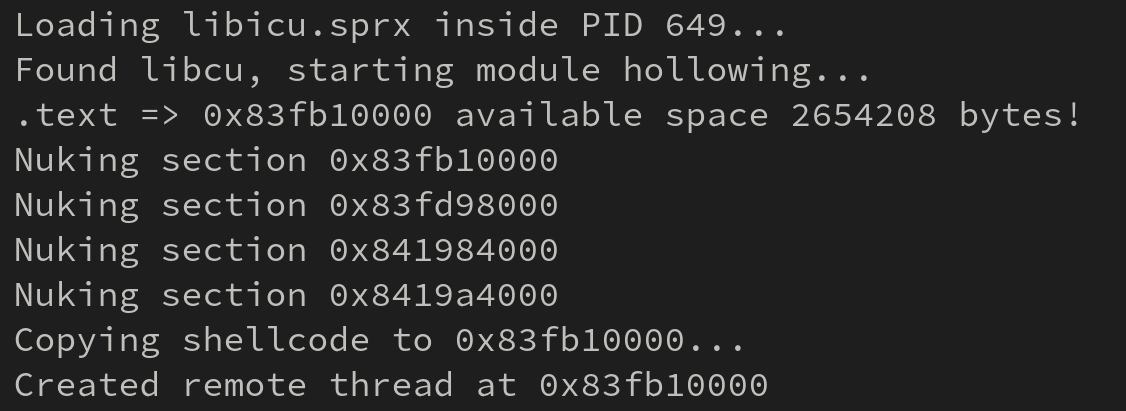 Loading libicu.sprx inside PID 649...
Found libcu, starting module hollowing...
.text => 0x83fb10000 available space 2654208 bytes!
Nuking section 0x83fb10000
Nuking section 0x83fd98000
Nuking section 0x841984000
Nuking section 0x8419a4000
Copying shellcode to 0x83fb10000...
Created remote thread at 0x83fb10000